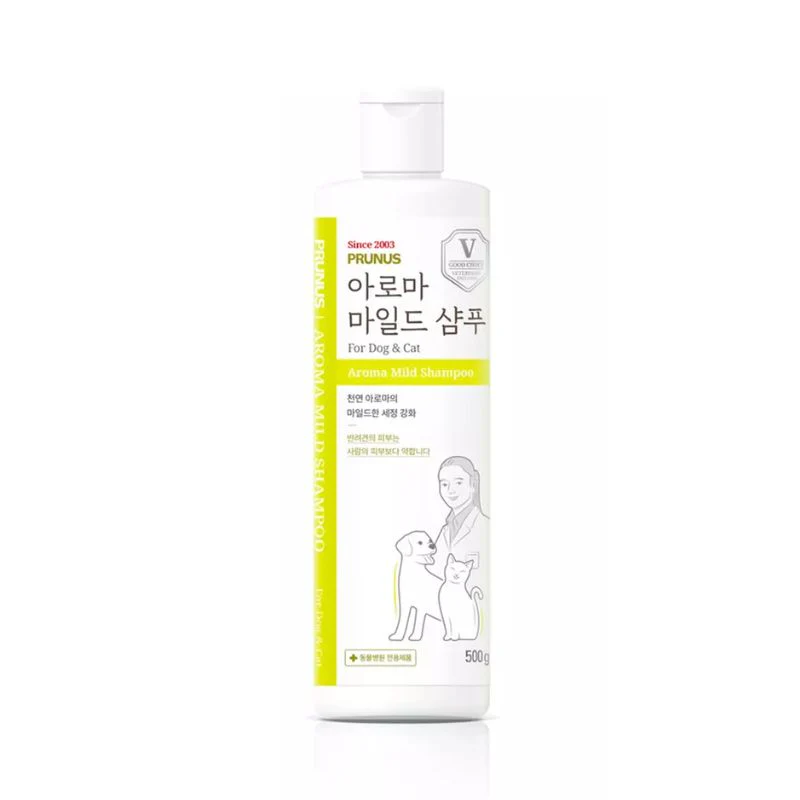 Since 2003
PRUNUS
아로마
마일드 샴푸
For Dog & Cat
Aroma Mild Shampoo
천연 아로마의
마일드한 세정 강화
반려견의 피부는
사람의 피부보다 약합니다
동물병원 전용제품
500g
V
GOOD CHOICE
VETERINARY
PRUNUS | AROMA MILD SHAMPOO
For Dog & Cat